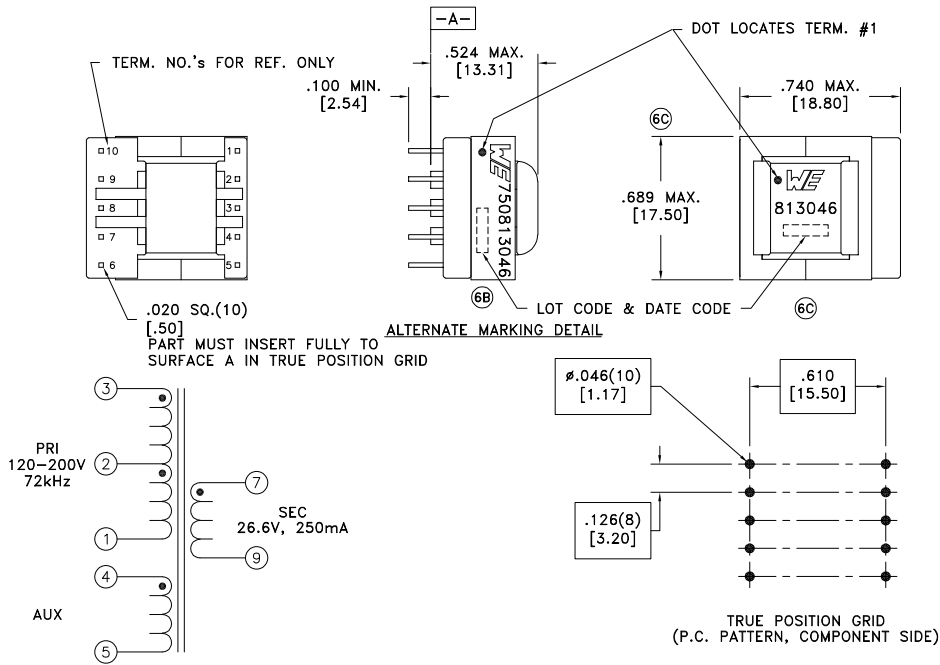 -A-
DOT LOCATES TERM. #1
TERM. NO.'s FOR REF. ONLY
.524 MAX.
[13.31]
.100 MIN.
[2.54]
.740 MAX.
[18.80]
6C
10
9
8
7
6
1
2
3
4
5
WE 750813046
.689 MAX.
[17.50]
WE
813046
6B
LOT CODE & DATE CODE
6C
.020 SQ.(10)
[.50]
PART MUST INSERT FULLY TO
SURFACE A IN TRUE POSITION GRID
ALTERNATE MARKING DETAIL
3
PRI
120-200V
72kHz
2
1
4
AUX
5
7
SEC
26.6V, 250mA
9
ø.046(10)
[1.17]
.610
[15.50]
.126(8)
[3.20]
TRUE POSITION GRID
(P.C. PATTERN, COMPONENT SIDE)